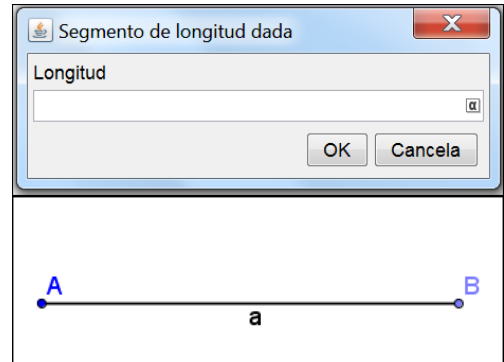 Segmento de longitud dada
Longitud
α
OK Cancela
A B
a